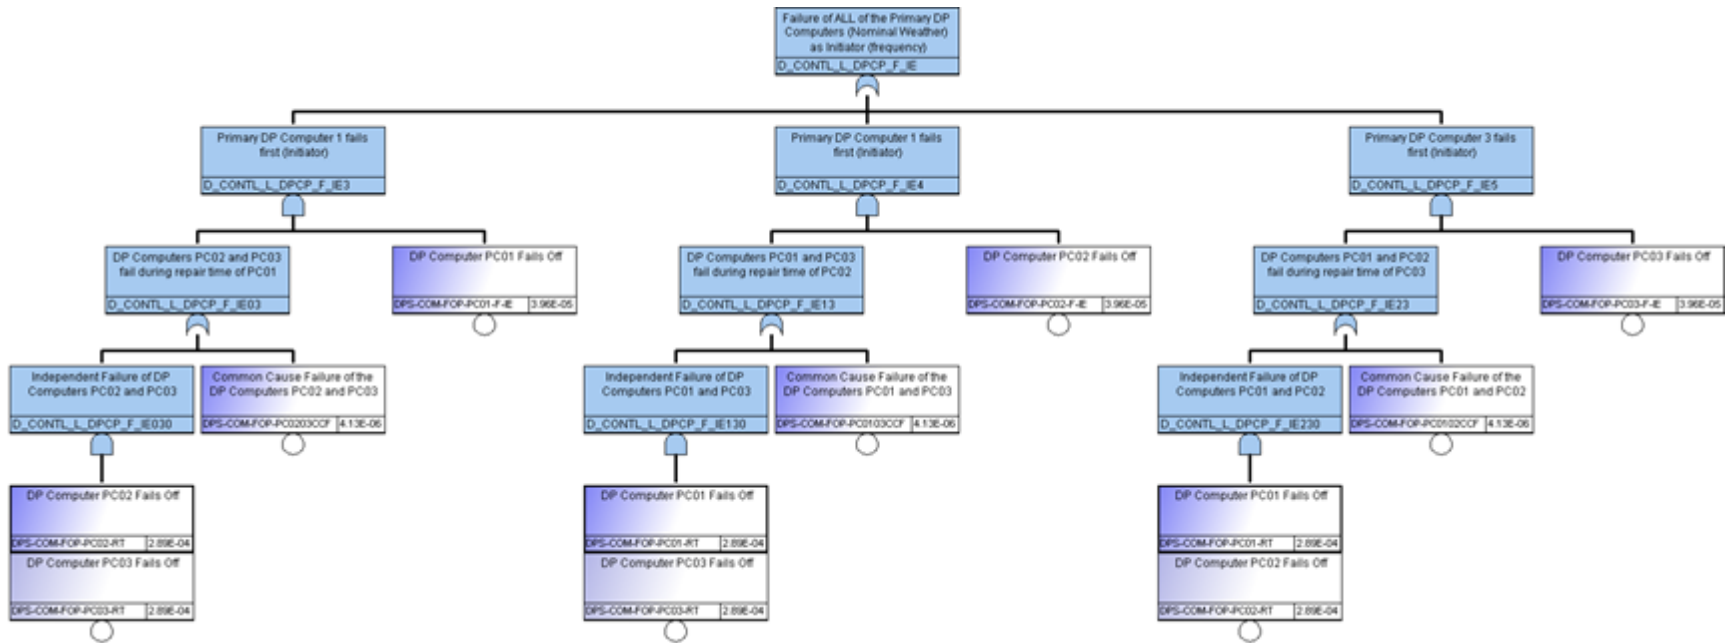 Failure of ALL of the Primary DP
Computers (Nominal Weather)
as Initiator (frequency)
D_CONTL_L_DPCP_F_IE
Primary DP Computer 1 fails
first (Initiator)
D_CONTL_L_DPCP_F_IE3
Primary DP Computer 1 fails
first (Initiator)
D_CONTL_L_DPCP_F_IE4
Primary DP Computer 3 fails
first (Initiator)
D_CONTL_L_DPCP_F_IE5
DP Computers PC02 and PC03
fail during repair time of PC01
D_CONTL_L_DPCP_F_IE03
DP Computer PC01 Fails Off
DPS-COM-FOP-PC01-F-IE 3.96E-05
DP Computers PC01 and PC03
fail during repair time of PC02
D_CONTL_L_DPCP_F_IE13
DP Computer PC02 Fails Off
DPS-COM-FOP-PC02-F-IE 3.96E-05
DP Computers PC01 and PC02
fail during repair time of PC03
D_CONTL_L_DPCP_F_IE23
DP Computer PC03 Fails Off
DPS-COM-FOP-PC03-F-IE 3.96E-05
Independent Failure of DP
Computers PC02 and PC03
D_CONTL_L_DPCP_F_IE030
Common Cause Failure of the
DP Computers PC02 and PC03
DPS-COM-FOP-PC0203CCF 4.13E-06
Independent Failure of DP
Computers PC01 and PC03
D_CONTL_L_DPCP_F_IE130
Common Cause Failure of the
DP Computers PC01 and PC03
DPS-COM-FOP-PC0103CCF 4.13E-06
Independent Failure of DP
Computers PC01 and PC02
D_CONTL_L_DPCP_F_IE230
Common Cause Failure of the
DP Computers PC01 and PC02
DPS-COM-FOP-PC0102CCF 4.13E-06
DP Computer PC02 Fails Off
DPS-COM-FOP-PC02-RT 2.89E-04
DP Computer PC03 Fails Off
DPS-COM-FOP-PC03-RT 2.89E-04
DP Computer PC01 Fails Off
DPS-COM-FOP-PC01-RT 2.89E-04
DP Computer PC03 Fails Off
DPS-COM-FOP-PC03-RT 2.89E-04
DP Computer PC01 Fails Off
DPS-COM-FOP-PC01-RT 2.89E-04
DP Computer PC02 Fails Off
DPS-COM-FOP-PC02-RT 2.89E-04